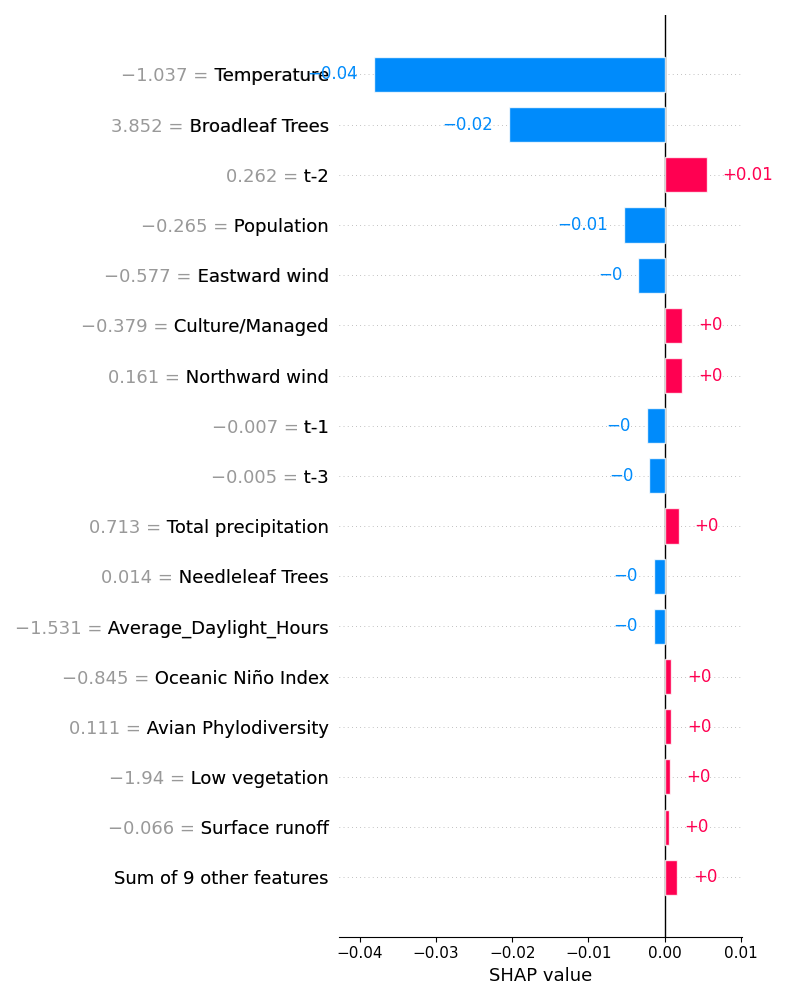 −1.037 = Temperature −0.04
3.852 = Broadleaf Trees −0.02
0.262 = t-2 +0.01
−0.265 = Population −0.01
−0.577 = Eastward wind −0
−0.379 = Culture/Managed +0
0.161 = Northward wind +0
−0.007 = t-1 −0
−0.005 = t-3 −0
0.713 = Total precipitation +0
0.014 = Needleleaf Trees −0
−1.531 = Average_Daylight_Hours −0
−0.845 = Oceanic Niño Index +0
0.111 = Avian Phylodiversity +0
−1.94 = Low vegetation +0
−0.066 = Surface runoff +0
Sum of 9 other features +0
−0.04 −0.03 −0.02 −0.01 0.00 0.01
SHAP value